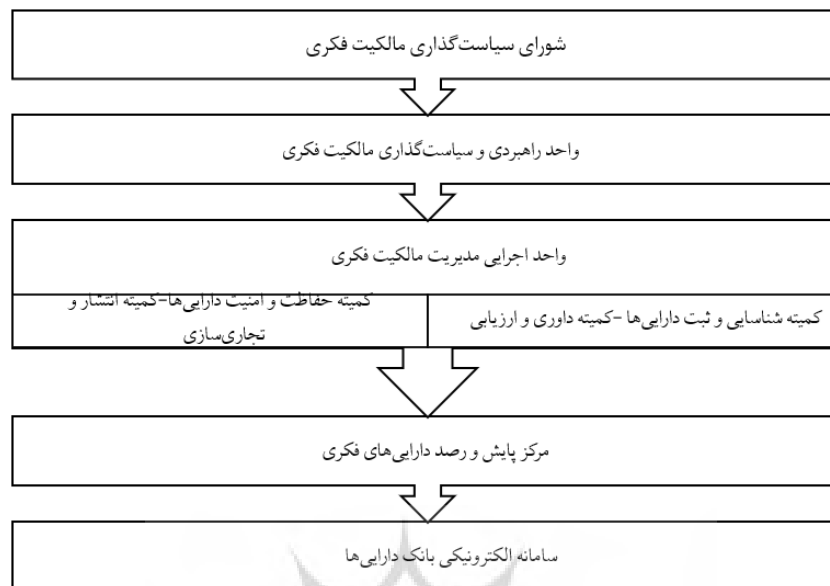 شورای سیاست‌گذاری مالکیت فکری
واحد راهبردی و سیاست‌گذاری مالکیت فکری
واحد اجرایی مدیریت مالکیت فکری
کمیته شناسایی و ثبت دارایی‌ها -کمیته داوری و ارزیابی
کمیته حفاظت و امنیت دارایی‌ها-کمیته انتشار و
تجاری‌سازی
مرکز پایش و رصد دارایی‌های فکری
سامانه الکترونیکی بانک دارایی‌ها